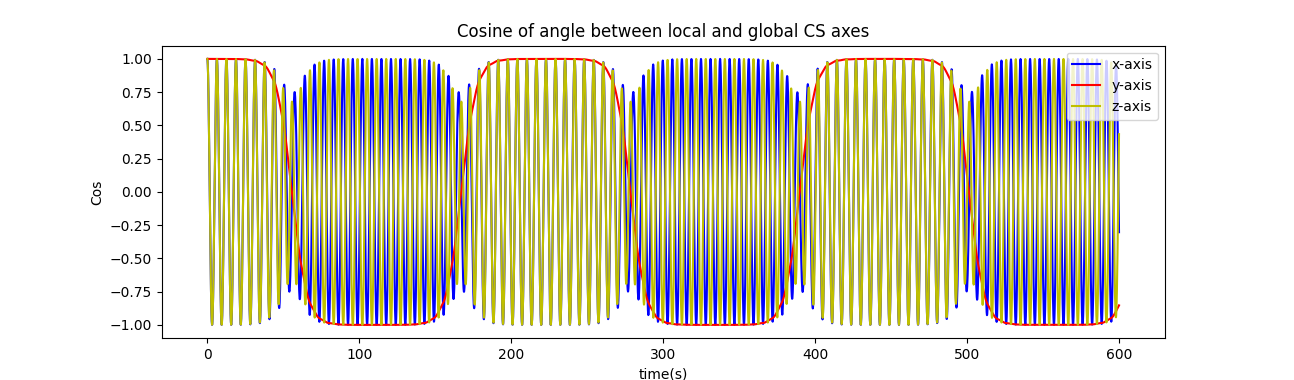 Cosine of angle between local and global CS axes
1.00
0.75
0.50
0.25
0.00
−0.25
−0.50
−0.75
−1.00
Cos
x-axis
y-axis
z-axis
0 100 200 300 400 500 600
time(s)